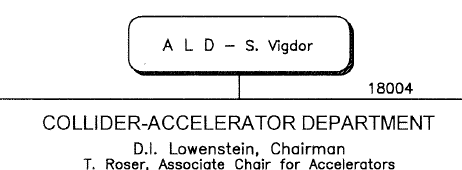 A L D – S. Vigdor
18004
COLLIDER-ACCELERATOR DEPARTMENT
D.I. Lowenstein, Chairman
T. Roser, Associate Chair for Accelerators